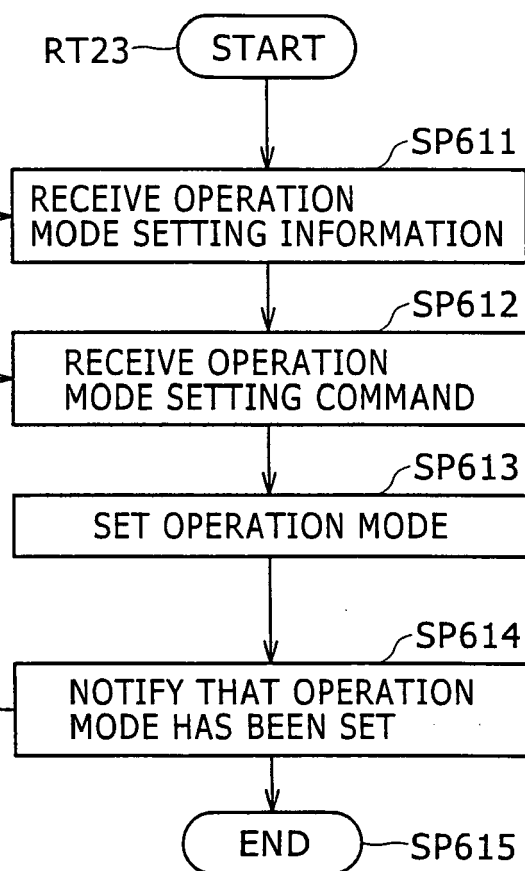 RT23 START
SP611
RECEIVE OPERATION
MODE SETTING INFORMATION
SP612
RECEIVE OPERATION
MODE SETTING COMMAND
SP613
SET OPERATION MODE
SP614
NOTIFY THAT OPERATION
MODE HAS BEEN SET
END SP615